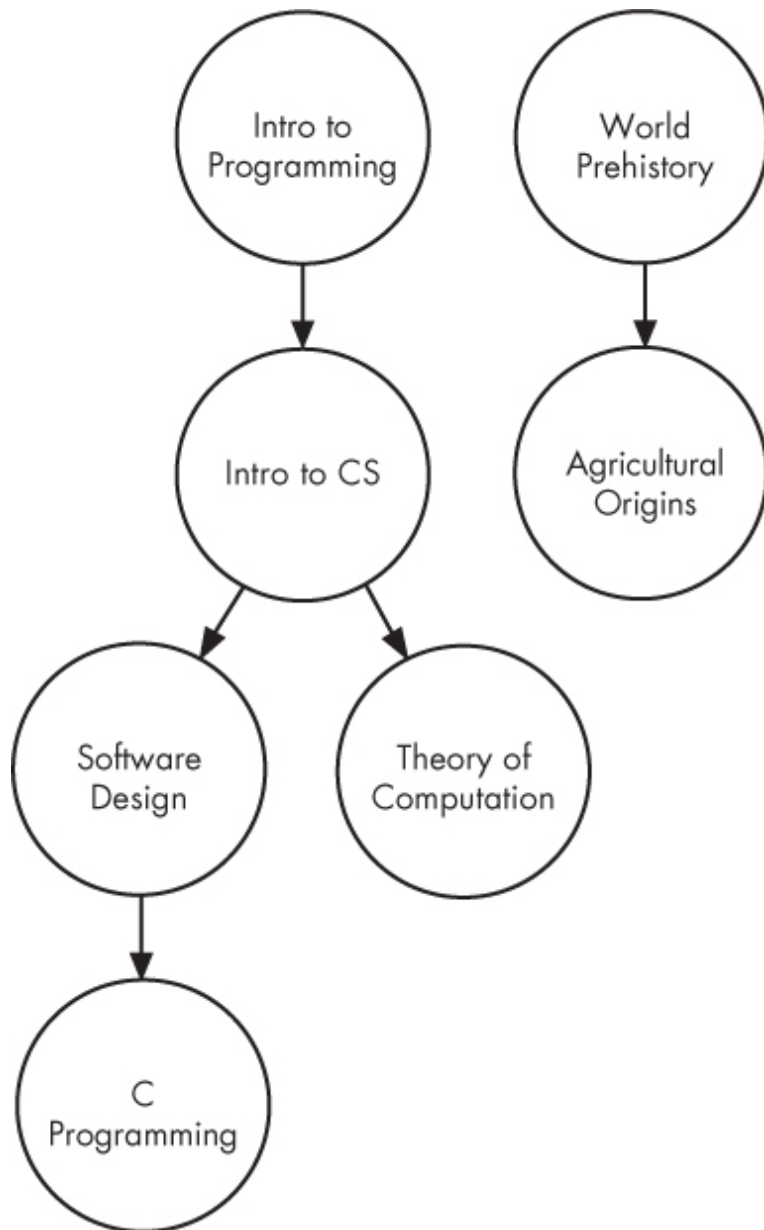 Intro to
Programming
World
Prehistory
Intro to CS
Agricultural
Origins
Software
Design
Theory of
Computation
C
Programming